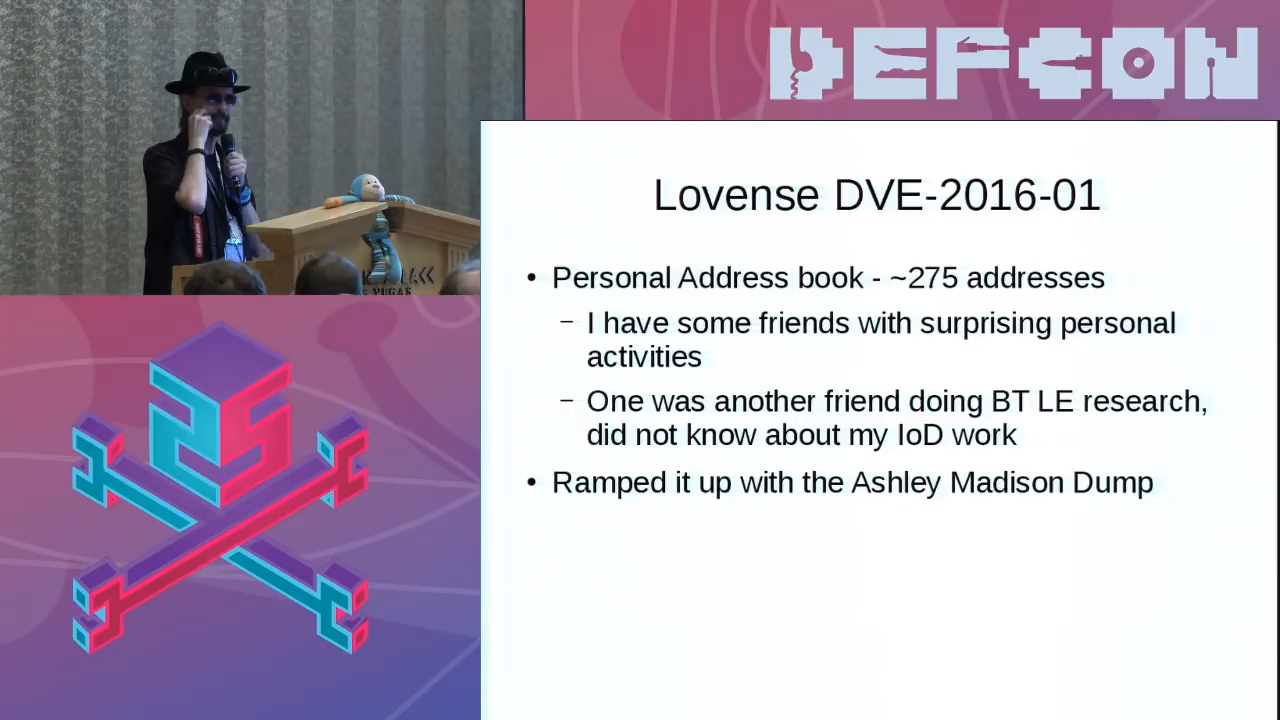 DEFCON
Lovense DVE-2016-01
• Personal Address book - ~275 addresses
– I have some friends with surprising personal
activities
– One was another friend doing BT LE research,
did not know about my IoD work
• Ramped it up with the Ashley Madison Dump